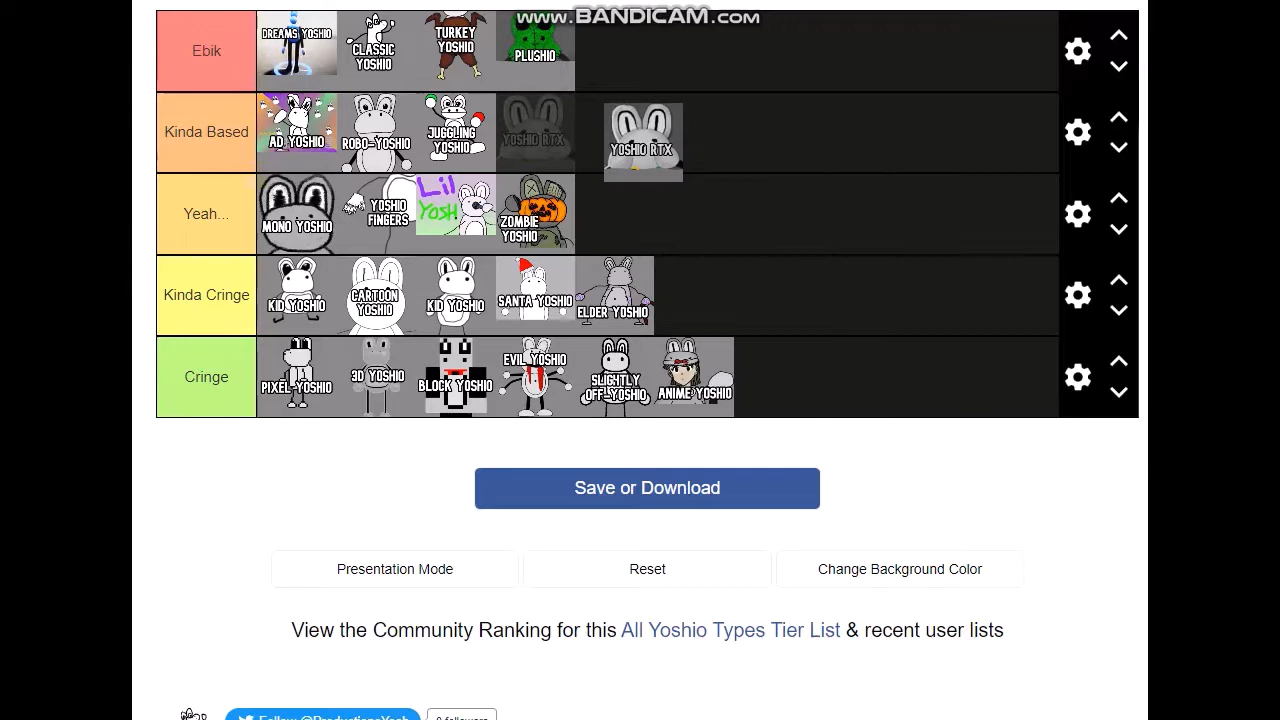 www.BANDICAM.com
Ebik
DREAMS YOSHIO
CLASSIC
YOSHIO
TURKEY
YOSHIO
PLUSHIO
Kinda Based
AD YOSHIO
ROBO-YOSHIO
JUGGLING
YOSHIO
YOSHIO RTX
YOSHIO RTX
Yeah...
MONO YOSHIO
YOSHIO
FINGERS
Lil
YOSH
ZOMBIE
YOSHIO
Kinda Cringe
KID YOSHIO
CARTOON
YOSHIO
KID YOSHIO
SANTA YOSHIO
ELDER YOSHIO
Cringe
PIXEL YOSHIO
3D YOSHIO
BLOCK YOSHIO
EVIL YOSHIO
SLIGHTLY
OFF-YOSHIO
ANIME YOSHIO
Save or Download
Presentation Mode
Reset
Change Background Color
View the Community Ranking for this All Yoshio Types Tier List & recent user lists
Follow @ProductionsYosh
0 followers